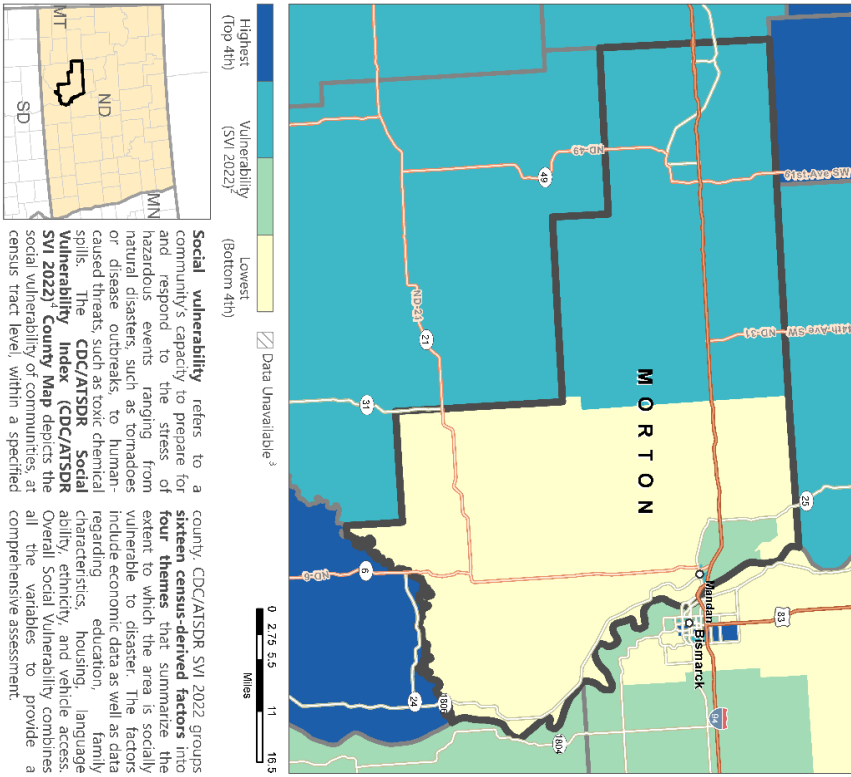 61st-Ave SW
44th-Ave SW
ND-31
25
83
94
ND-49
Mandan
Bismarck
MORTON
49
1804
ND-21
21
31
ND-6
6
24
1806
Highest
(Top 4th)
Vulnerability
(SVI 2022)²
Lowest
(Bottom 4th)
Data Unavailable ³
0 2.75 5.5 11 16.5
Miles
MT
ND
MN
SD
Social vulnerability refers to a
community's capacity to prepare for
and respond to the stress of
hazardous events ranging from
natural disasters, such as tornadoes
or disease outbreaks, to human-
caused threats, such as toxic chemical
spills. The CDC/ATSDR Social
Vulnerability Index (CDC/ATSDR
SVI 2022)⁴ County Map depicts the
social vulnerability of communities, at
census tract level, within a specified
county. CDC/ATSDR SVI 2022 groups
sixteen census-derived factors into
four themes that summarize the
extent to which the area is socially
vulnerable to disaster. The factors
include economic data as well as data
regarding education, family
characteristics, housing, language
ability, ethnicity, and vehicle access.
Overall Social Vulnerability combines
all the variables to provide a
comprehensive assessment.